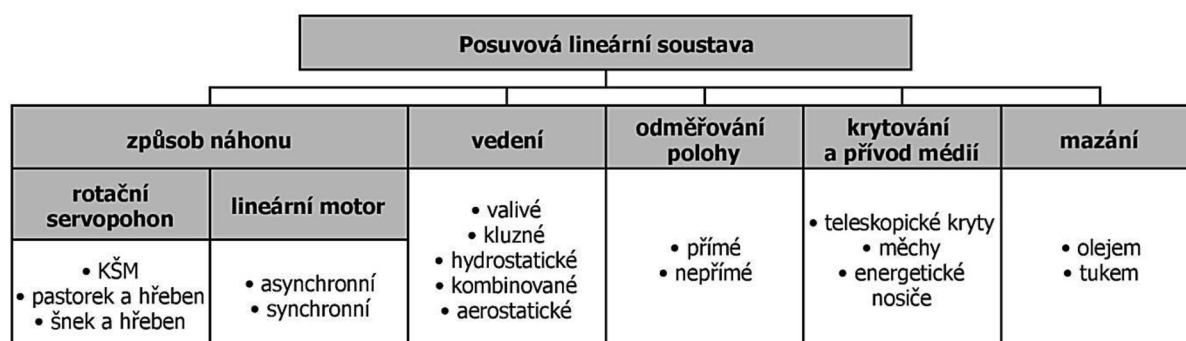 Posuvová lineární soustava
způsob náhonu
vedení
odměřování
polohy
krytování
a přívod médií
mazání
rotační
servopohon
lineární motor
• KŠM
• pastorek a hřeben
• šnek a hřeben
• asynchronní
• synchronní
• valivé
• kluzné
• hydrostatické
• kombinované
• aerostatické
• přímé
• nepřímé
• teleskopické kryty
• měchy
• energetické
nosiče
• olejem
• tukem